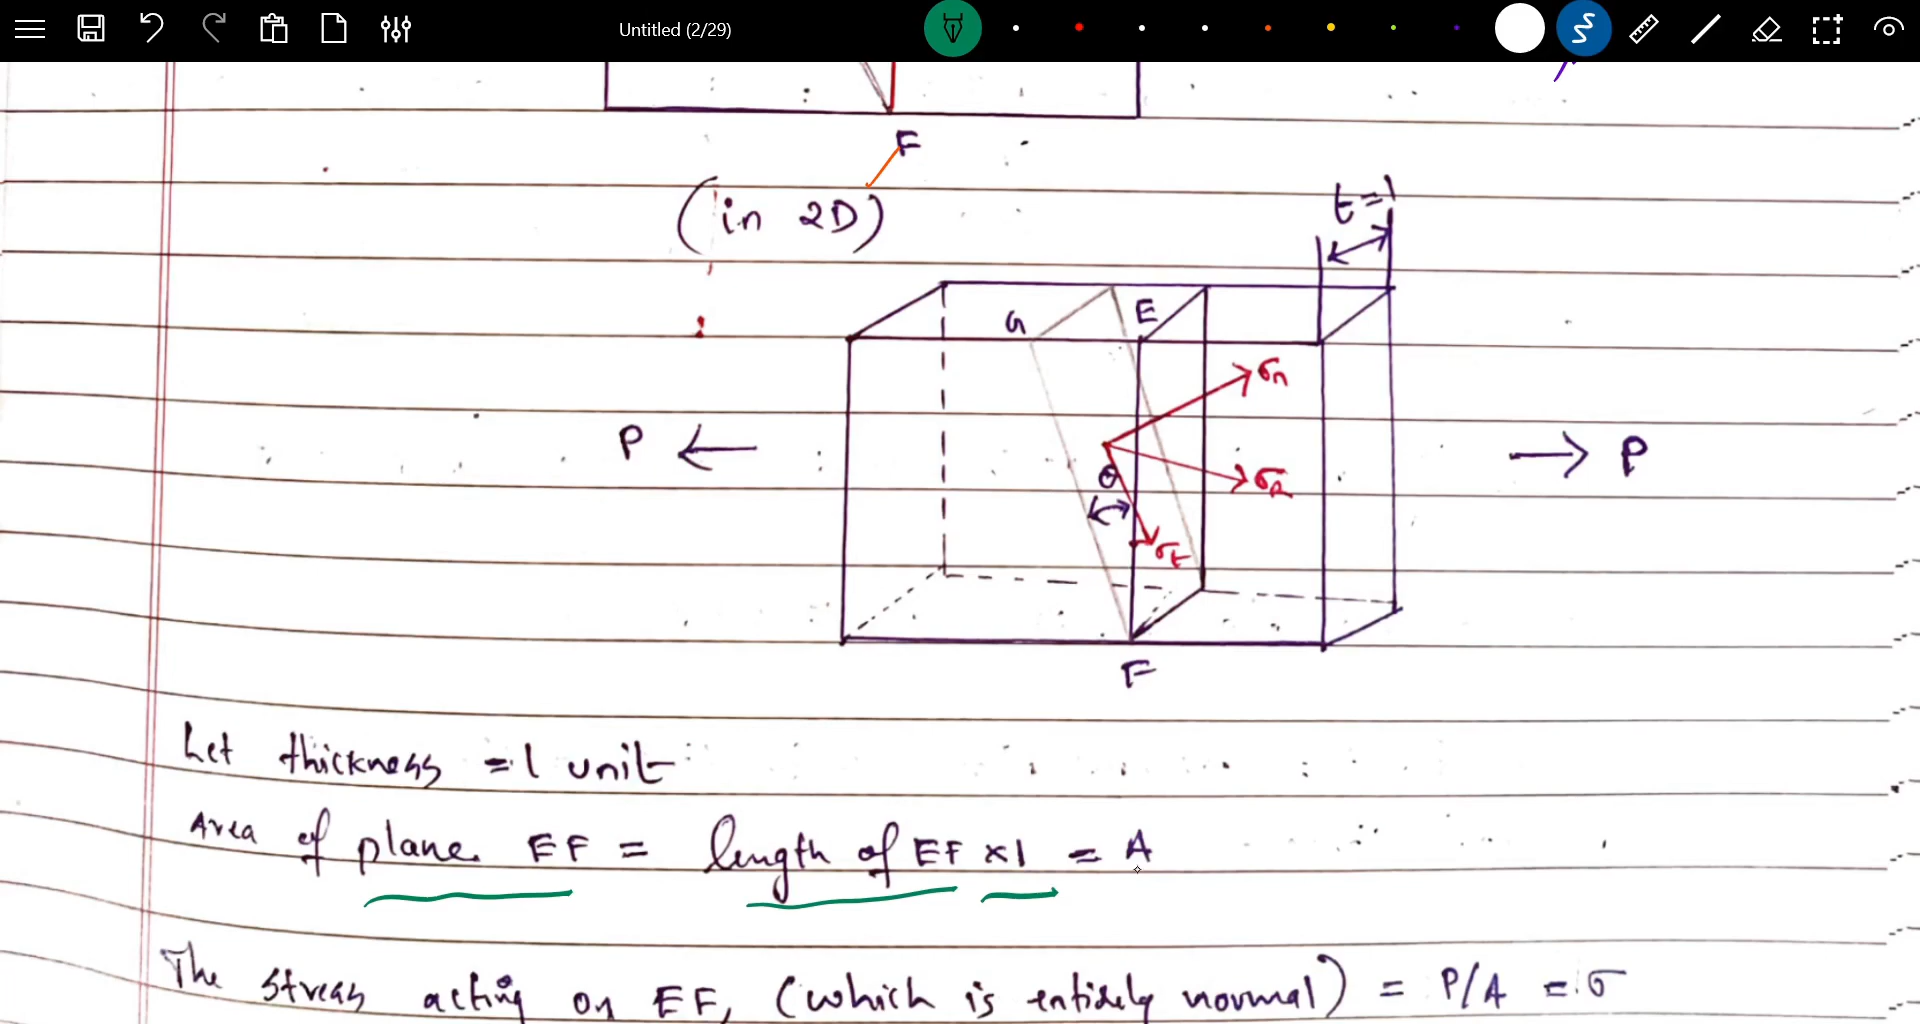 Untitled (2/29)
F
(in 2D)
t=1
G E
σn
P P
θ σR
σt
F
Let thickness = 1 unit
Area of plane EF = length of EF ×1 = A
The stress acting on EF, (which is entirely normal) = P/A = σ